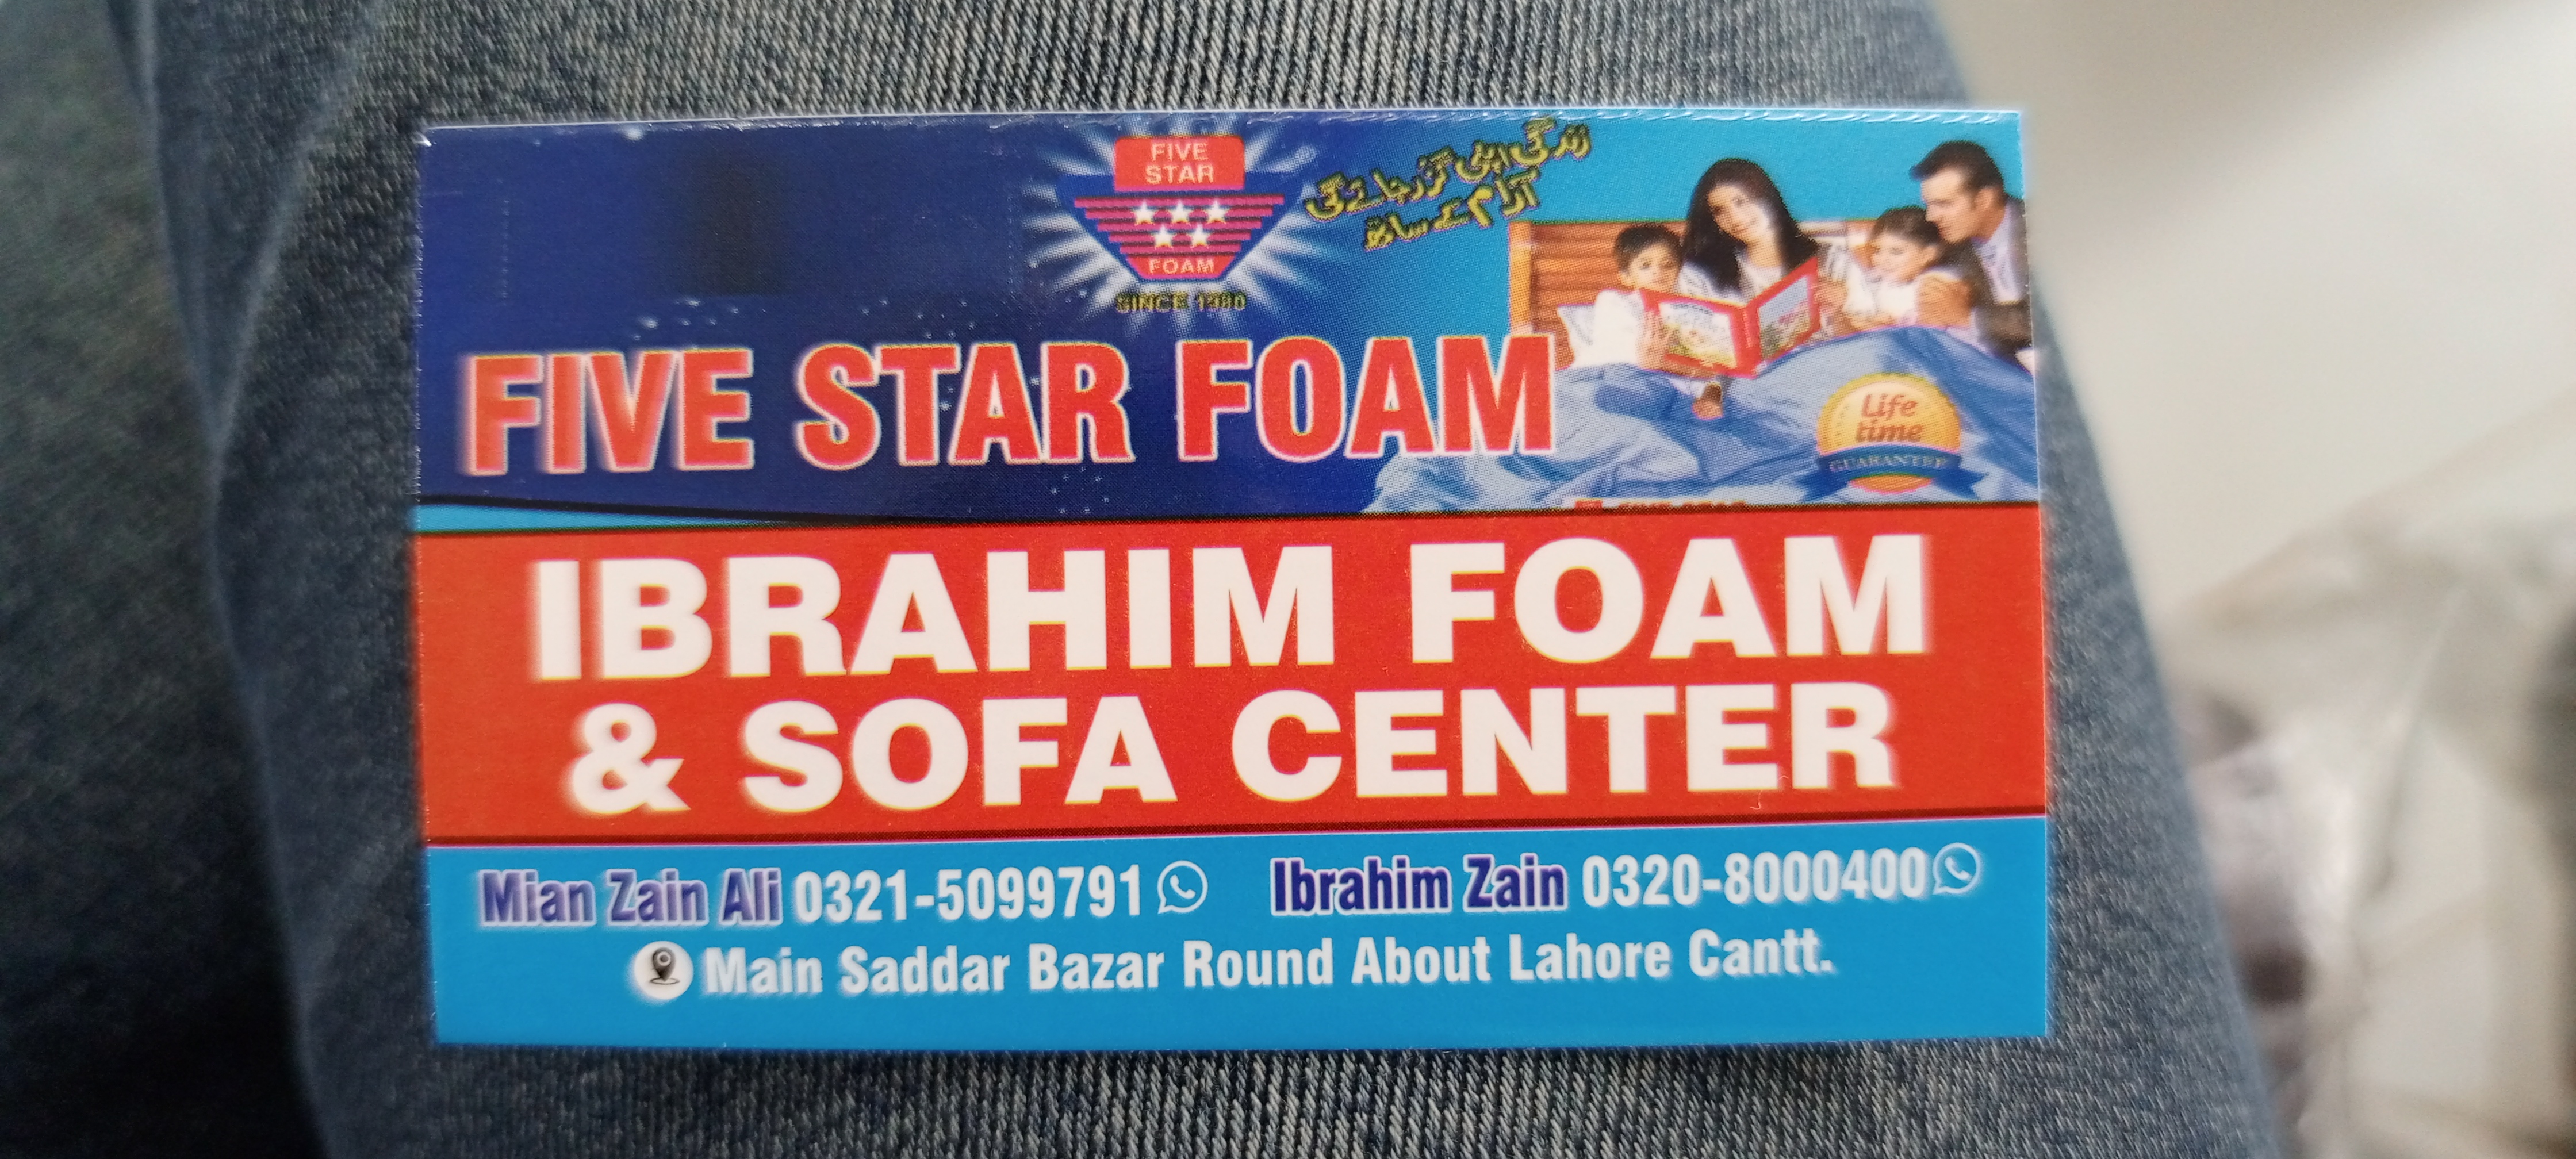 FIVE
STAR
FOAM
SINCE 1980
زندگی اپنی گزر جائے گی
آرام کے ساتھ
FIVE STAR FOAM
Life
time
GUARANTEE
IBRAHIM FOAM
& SOFA CENTER
Mian Zain Ali 0321-5099791 Ibrahim Zain 0320-8000400
Main Saddar Bazar Round About Lahore Cantt.